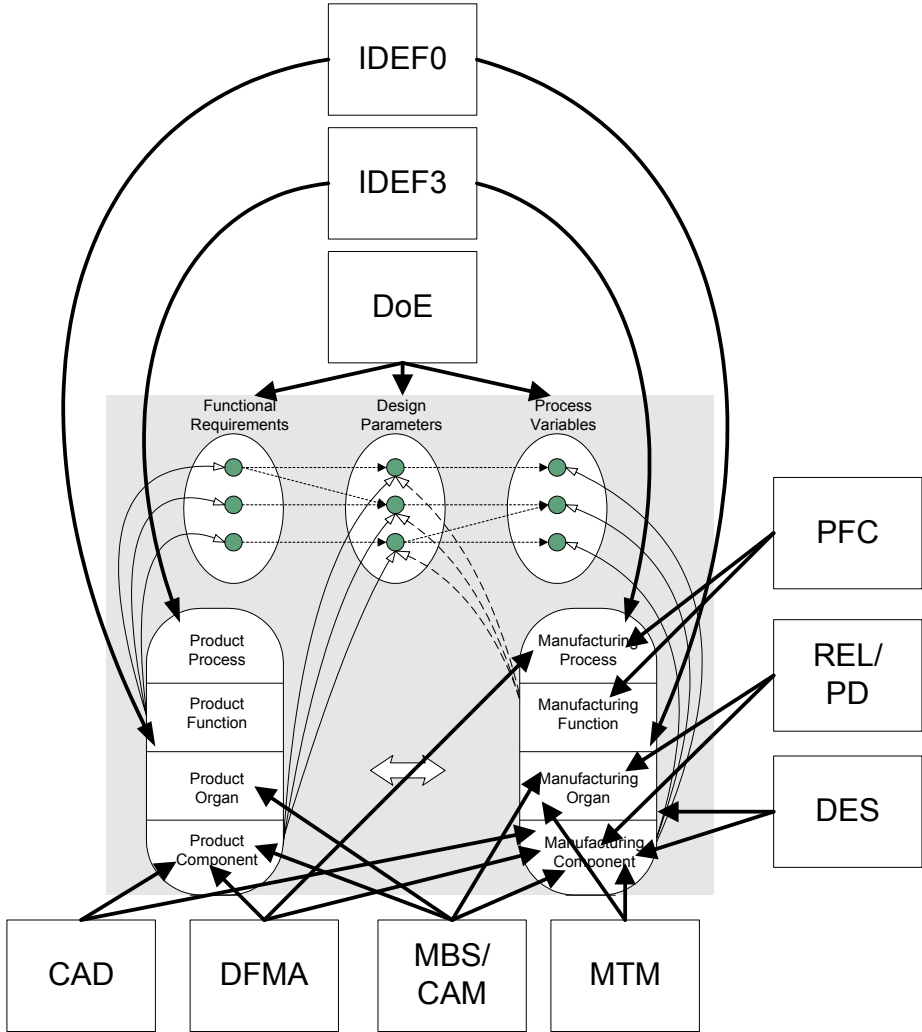 IDEF0
IDEF3
DoE
Functional
Requirements
Design
Parameters
Process
Variables
PFC
REL/
PD
DES
Product
Process
Product
Function
Product
Organ
Product
Component
Manufacturing
Process
Manufacturing
Function
Manufacturing
Organ
Manufacturing
Component
CAD
DFMA
MBS/
CAM
MTM